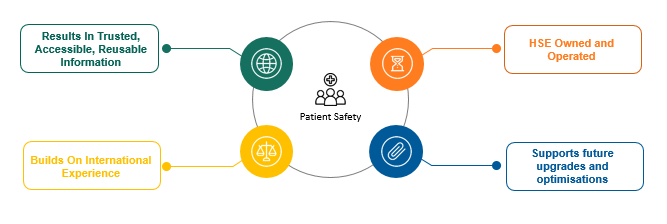 Results In Trusted,
Accessible, Reusable
Information
HSE Owned and
Operated
Patient Safety
Builds On International
Experience
Supports future
upgrades and
optimisations